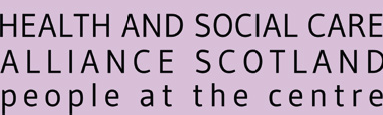 HEALTH AND SOCIAL CARE
ALLIANCE SCOTLAND
people at the centre